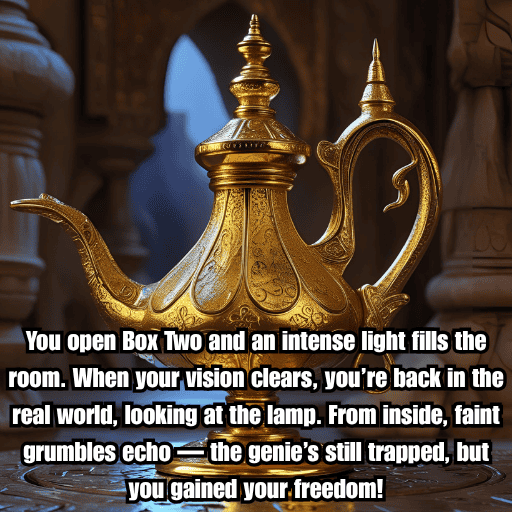 You open Box Two and an intense light fills the
room. When your vision clears, you're back in the
real world, looking at the lamp. From inside, faint
grumbles echo — the genie's still trapped, but
you gained your freedom!